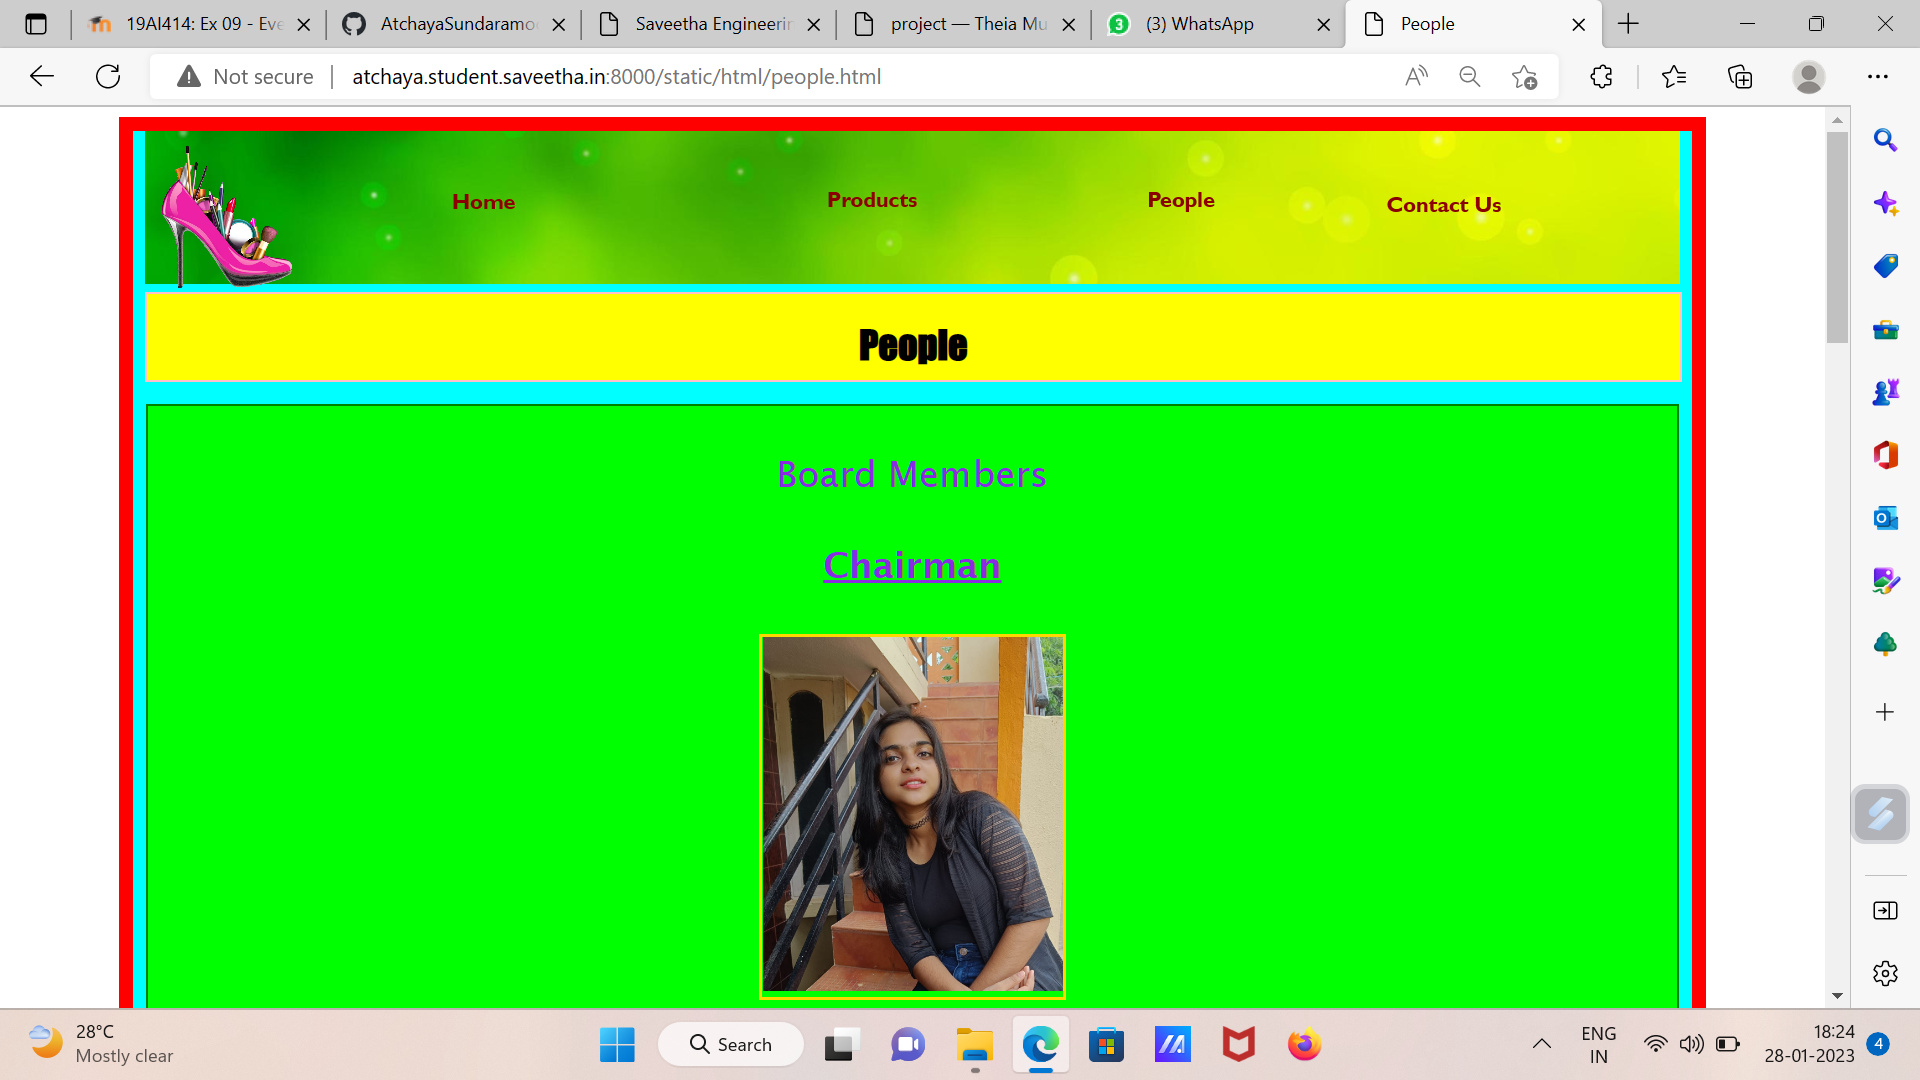 19AI414: Ex 09 - Eve
AtchayaSundaramo
Saveetha Engineerin
project — Theia Mu
(3) WhatsApp
People
Not secure
atchaya.student.saveetha.in:8000/static/html/people.html
Home
Products
People
Contact Us
People
Board Members
Chairman
28°C
Mostly clear
Search
ENG
IN
18:24
28-01-2023
4